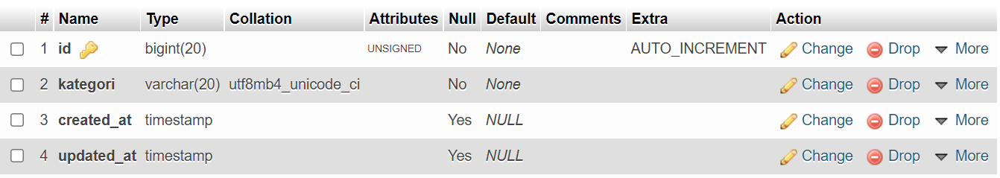 # Name Type Collation Attributes Null Default Comments Extra Action
1 id bigint(20) UNSIGNED No None AUTO_INCREMENT Change Drop More
2 kategori varchar(20) utf8mb4_unicode_ci No None Change Drop More
3 created_at timestamp Yes NULL Change Drop More
4 updated_at timestamp Yes NULL Change Drop More